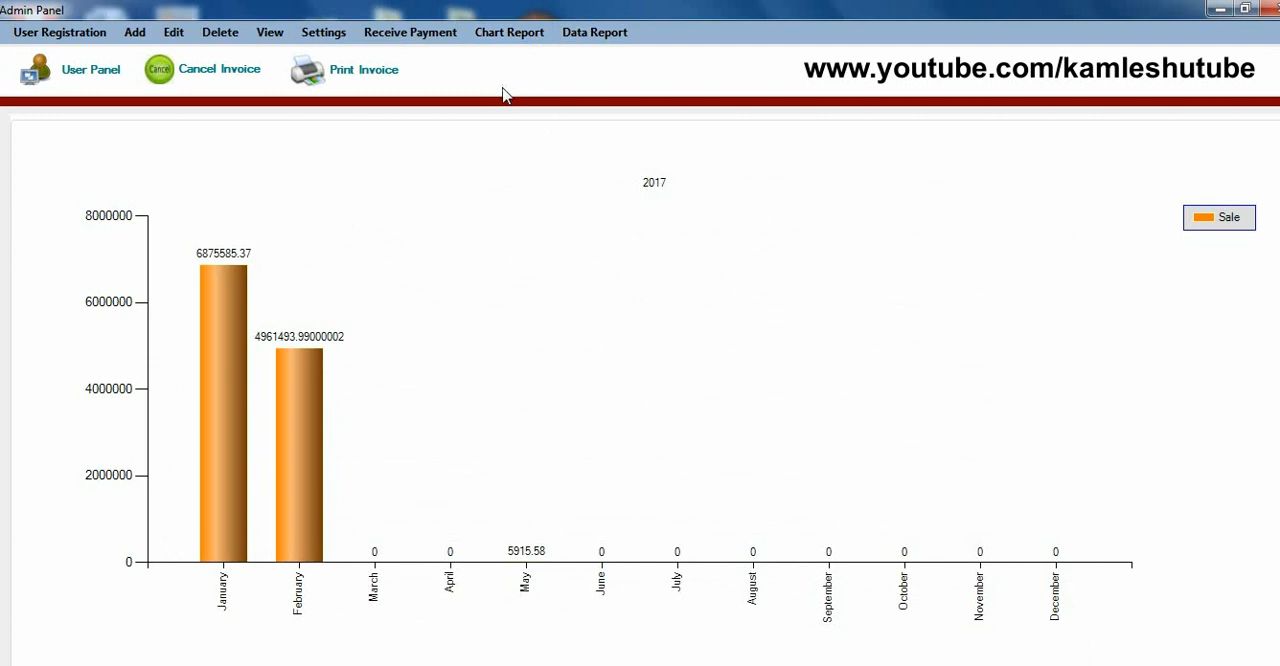 Admin Panel
User Registration Add Edit Delete View Settings Receive Payment Chart Report Data Report
User Panel Cancel Cancel Invoice Print Invoice www.youtube.com/kamleshutube
2017
8000000
6000000
4000000
2000000
0
Sale
6875585.37
4961493.99000002
0 0 5915.58 0 0 0 0 0 0 0
January February March April May June July August September October November December